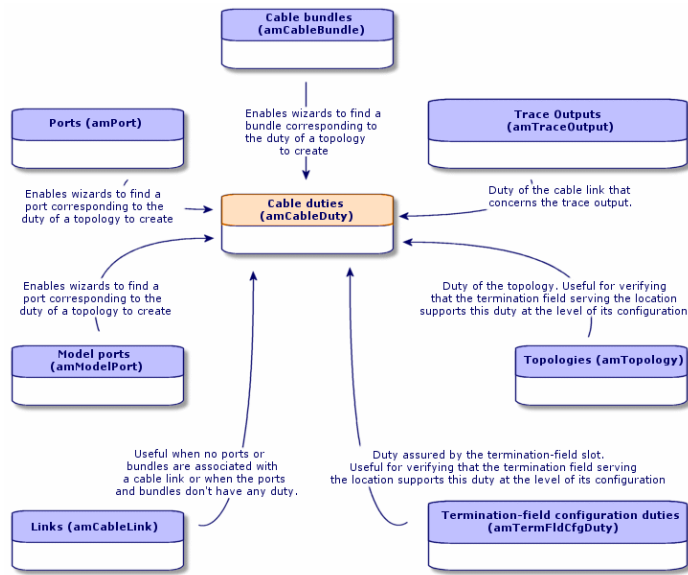 Cable bundles
(amCableBundle)
Ports (amPort)
Enables wizards to find a
bundle corresponding to
the duty of a topology
to create
Trace Outputs
(amTraceOutput)
Enables wizards to find a
port corresponding to the
duty of a topology to create
Cable duties
(amCableDuty)
Duty of the cable link that
concerns the trace output.
Enables wizards to find a
port corresponding to the
duty of a topology to create
Duty of the topology. Useful for verifying
that the termination field serving the location
supports this duty at the level of its configuration
Model ports
(amModelPort)
Topologies (amTopology)
Useful when no ports or
bundles are associated with
a cable link or when the ports
and bundles don't have any duty.
Duty assured by the termination-field slot.
Useful for verifying that the termination field serving
the location supports this duty at the level of its configuration
Links (amCableLink)
Termination-field configuration duties
(amTermFldCfgDuty)